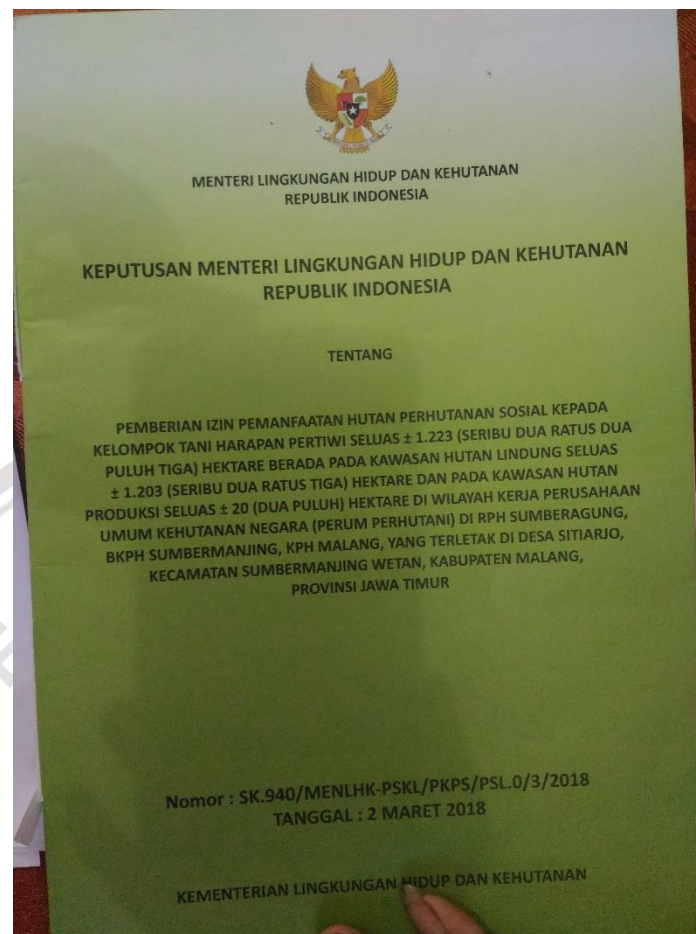 MENTERI LINGKUNGAN HIDUP DAN KEHUTANAN
REPUBLIK INDONESIA
KEPUTUSAN MENTERI LINGKUNGAN HIDUP DAN KEHUTANAN
REPUBLIK INDONESIA
TENTANG
PEMBERIAN IZIN PEMANFAATAN HUTAN PERHUTANAN SOSIAL KEPADA
KELOMPOK TANI HARAPAN PERTIWI SELUAS ± 1.223 (SERIBU DUA RATUS DUA
PULUH TIGA) HEKTARE BERADA PADA KAWASAN HUTAN LINDUNG SELUAS
± 1.203 (SERIBU DUA RATUS TIGA) HEKTARE DAN PADA KAWASAN HUTAN
PRODUKSI SELUAS ± 20 (DUA PULUH) HEKTARE DI WILAYAH KERJA PERUSAHAAN
UMUM KEHUTANAN NEGARA (PERUM PERHUTANI) DI RPH SUMBERAGUNG,
BKPH SUMBERMANJING, KPH MALANG, YANG TERLETAK DI DESA SITIARJO,
KECAMATAN SUMBERMANJING WETAN, KABUPATEN MALANG,
PROVINSI JAWA TIMUR
Nomor : SK.940/MENLHK-PSKL/PKPS/PSL.0/3/2018
TANGGAL : 2 MARET 2018
KEMENTERIAN LINGKUNGAN HIDUP DAN KEHUTANAN